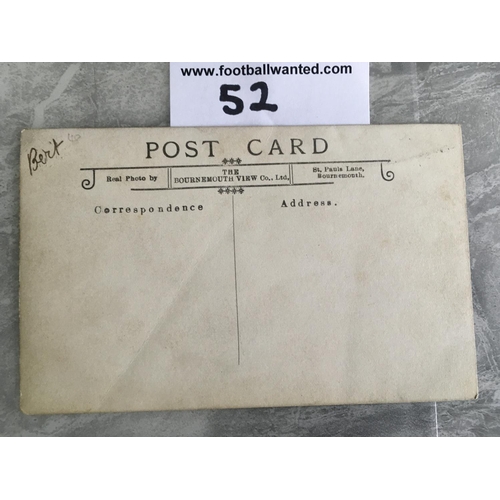 www.footballwanted.com
52
Bert
POST CARD
Real Photo by THE BOURNEMOUTH VIEW Co., Ltd. St. Pauls Lane, Bournemouth.
Correspondence Address.